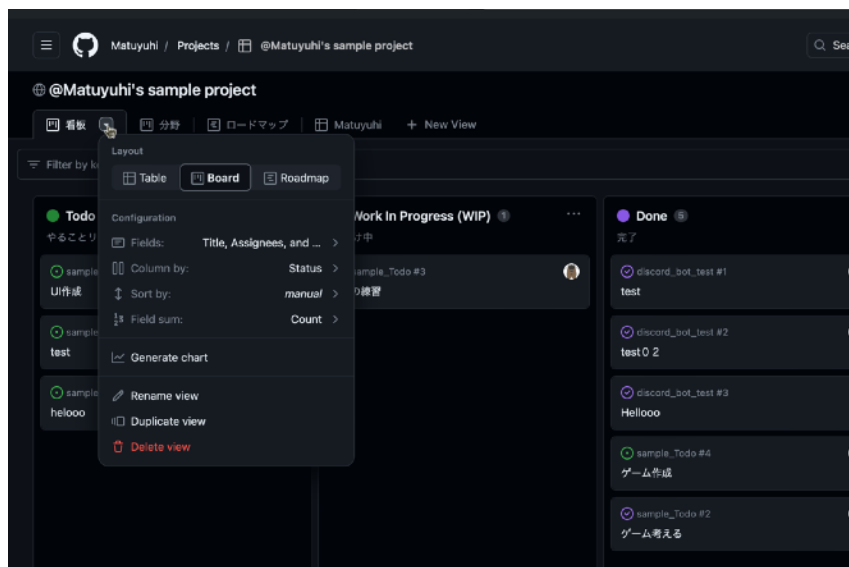 Matuyuhi / Projects / @Matuyuhi's sample project
Sea
@Matuyuhi's sample project
看板
分野
ロードマップ
Matuyuhi
+ New View
Filter by k
Layout
Table
Board
Roadmap
Configuration
Fields: Title, Assignees, and ...
Column by: Status
Sort by: manual
Field sum: Count
Generate chart
Rename view
Duplicate view
Delete view
Todo
やることリ
sample
UI作成
sample
test
sample
helooo
Work In Progress (WIP) 1
け中
sample_Todo #3
の練習
Done 5
完了
discord_bot_test #1
test
discord_bot_test #2
test0 2
discord_bot_test #3
Hellooo
sample_Todo #4
ゲーム作成
sample_Todo #2
ゲーム考える